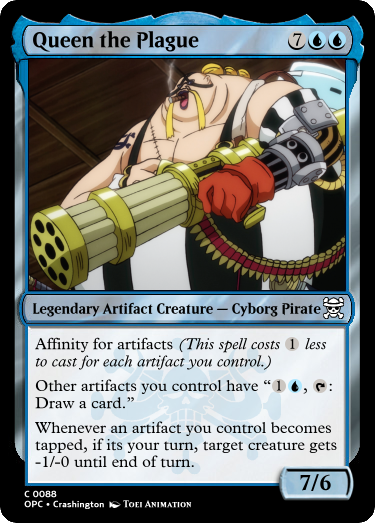 Queen the Plague 7UU
Legendary Artifact Creature — Cyborg Pirate
Affinity for artifacts (This spell costs 1 less
to cast for each artifact you control.)
Other artifacts you control have “1U, T:
Draw a card.”
Whenever an artifact you control becomes
tapped, if its your turn, target creature gets
-1/-0 until end of turn.
7/6
C 0088
OPC • Crashington TOEI ANIMATION